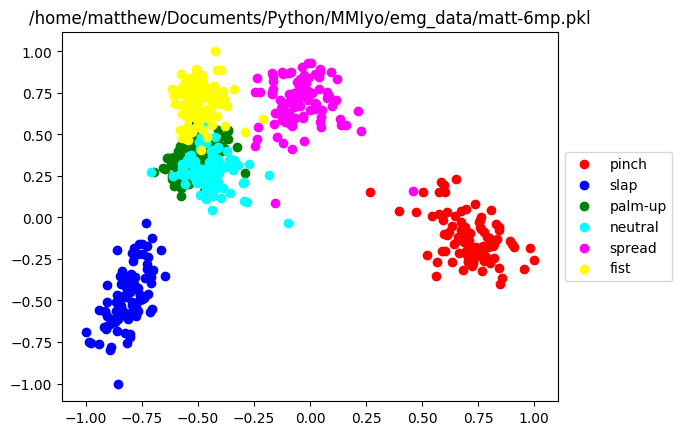 /home/matthew/Documents/Python/MMIyo/emg_data/matt-6mp.pkl
1.00
0.75
0.50
0.25
0.00
−0.25
−0.50
−0.75
−1.00
−1.00 −0.75 −0.50 −0.25 0.00 0.25 0.50 0.75 1.00
pinch
slap
palm-up
neutral
spread
fist